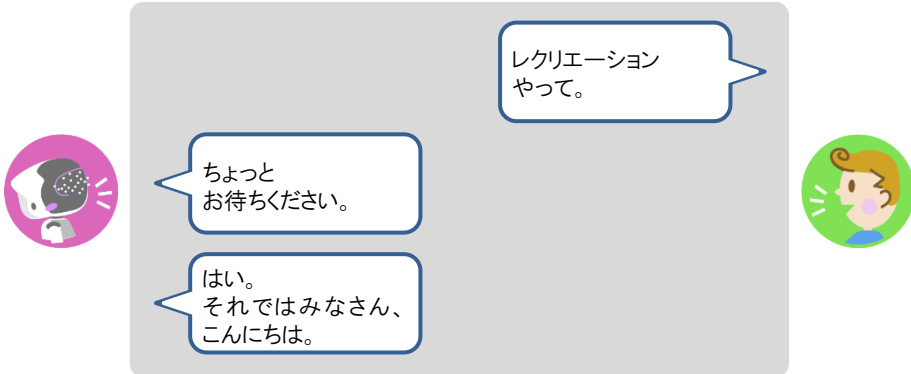 レクリエーション
やって。
ちょっと
お待ちください。
はい。
それではみなさん、
こんにちは。